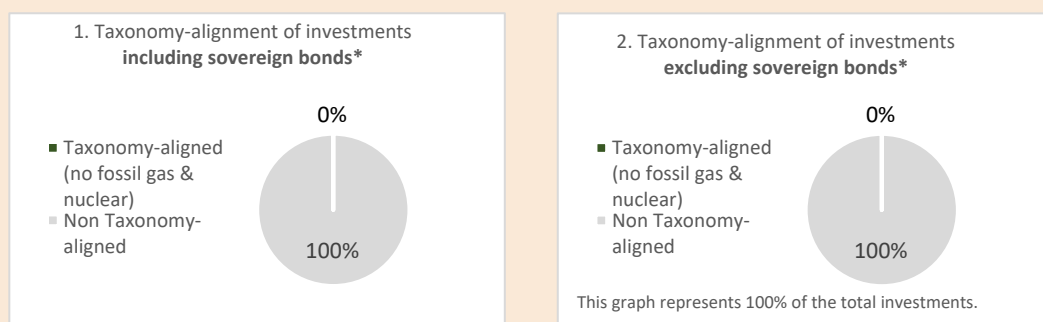 1. Taxonomy-alignment of investments
including sovereign bonds*
0%
Taxonomy-aligned
(no fossil gas &
nuclear)
Non Taxonomy-
aligned
100%
2. Taxonomy-alignment of investments
excluding sovereign bonds*
0%
Taxonomy-aligned
(no fossil gas &
nuclear)
Non Taxonomy-
aligned
100%
This graph represents 100% of the total investments.